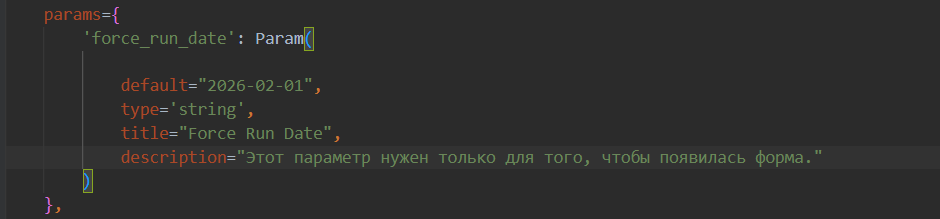 params={
'force_run_date': Param(
default="2026-02-01",
type='string',
title="Force Run Date",
description="Этот параметр нужен только для того, чтобы появилась форма."
)
},